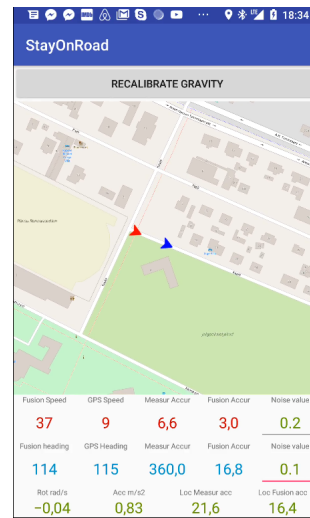 18:34
StayOnRoad
RECALIBRATE GRAVITY
Fusion Speed GPS Speed Measur Accur Fusion Accur Noise value
37 9 6,6 3,0 0.2
Fusion heading GPS Heading Measur Accur Fusion Accur Noise value
114 115 360,0 16,8 0.1
Rot rad/s Acc m/s2 Loc Measur acc Loc Fusion acc
−0,04 0,83 21,6 16,4